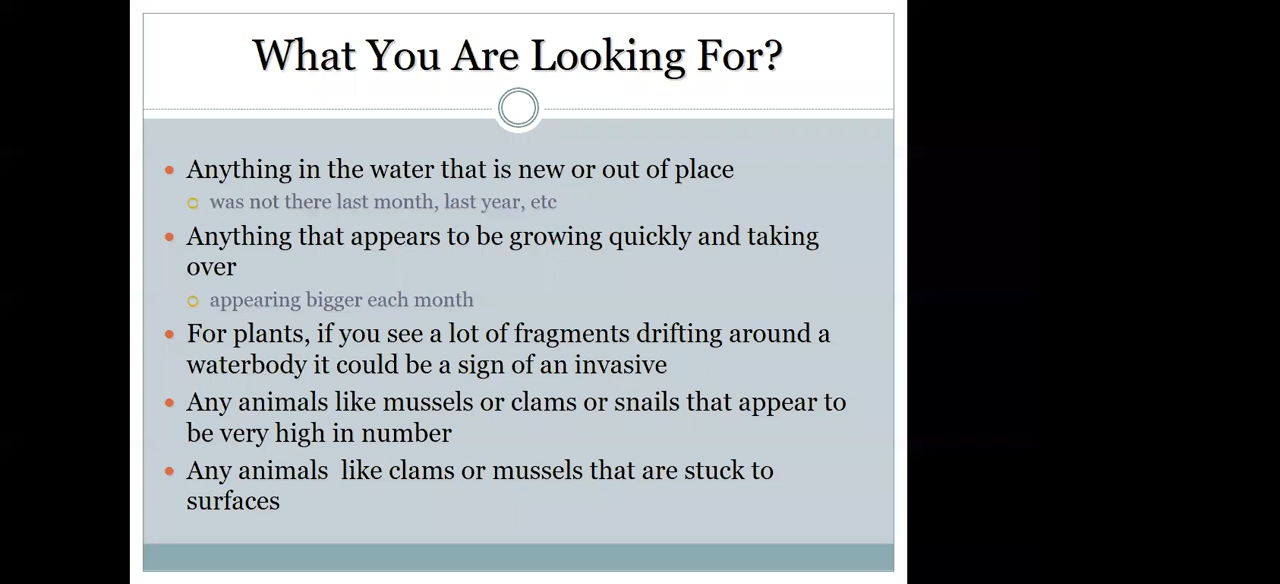 What You Are Looking For?
Anything in the water that is new or out of place
was not there last month, last year, etc
Anything that appears to be growing quickly and taking
over
appearing bigger each month
For plants, if you see a lot of fragments drifting around a
waterbody it could be a sign of an invasive
Any animals like mussels or clams or snails that appear to
be very high in number
Any animals  like clams or mussels that are stuck to
surfaces